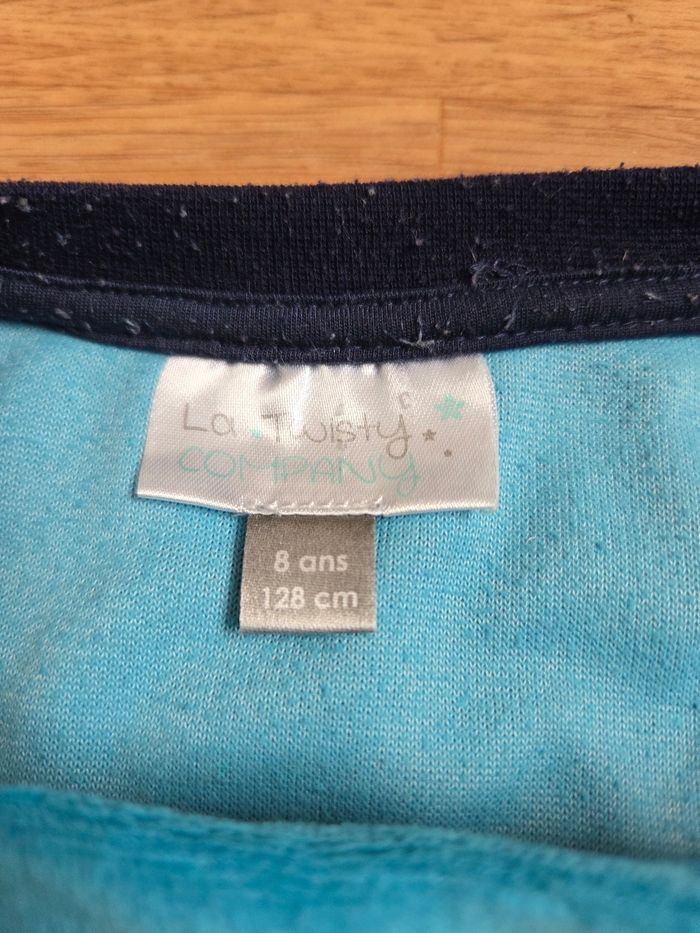 La Twisty
COMPANY
8 ans
128 cm